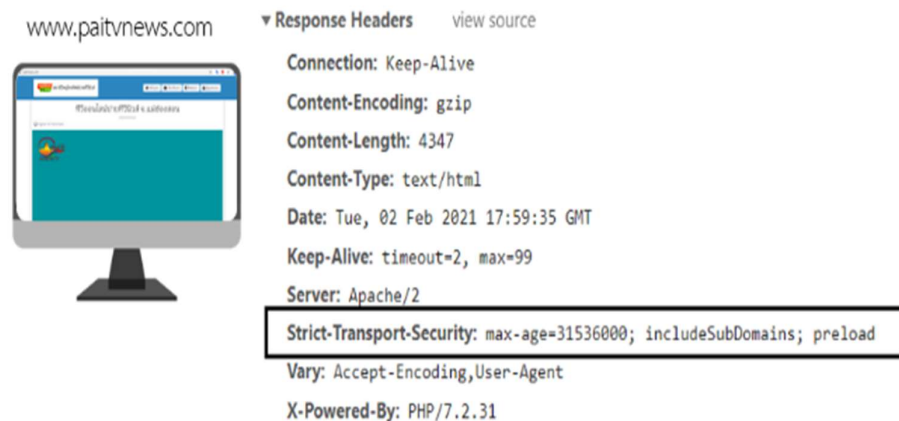 www.paitvnews.com
▾ Response Headers view source
Connection: Keep-Alive
Content-Encoding: gzip
Content-Length: 4347
Content-Type: text/html
Date: Tue, 02 Feb 2021 17:59:35 GMT
Keep-Alive: timeout=2, max=99
Server: Apache/2
Strict-Transport-Security: max-age=31536000; includeSubDomains; preload
Vary: Accept-Encoding,User-Agent
X-Powered-By: PHP/7.2.31